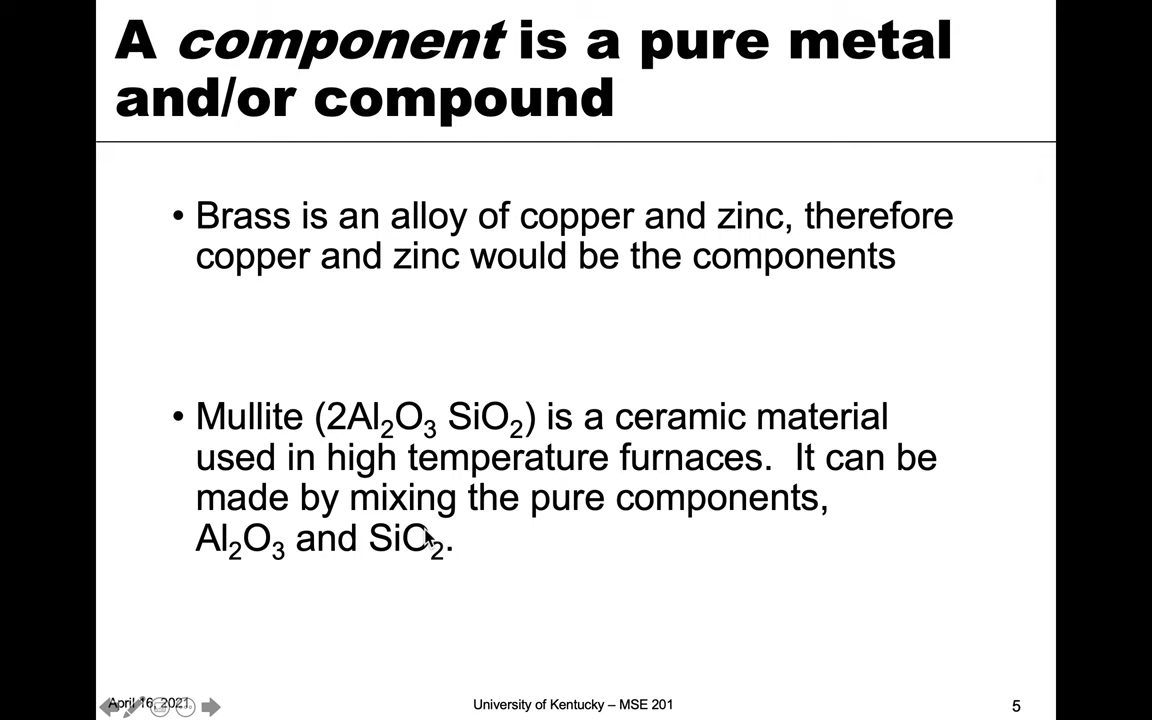 A component is a pure metal
and/or compound
• Brass is an alloy of copper and zinc, therefore
copper and zinc would be the components
• Mullite (2Al₂O₃ SiO₂) is a ceramic material
used in high temperature furnaces.  It can be
made by mixing the pure components,
Al₂O₃ and SiO₂.
April 16, 2021
University of Kentucky – MSE 201
5